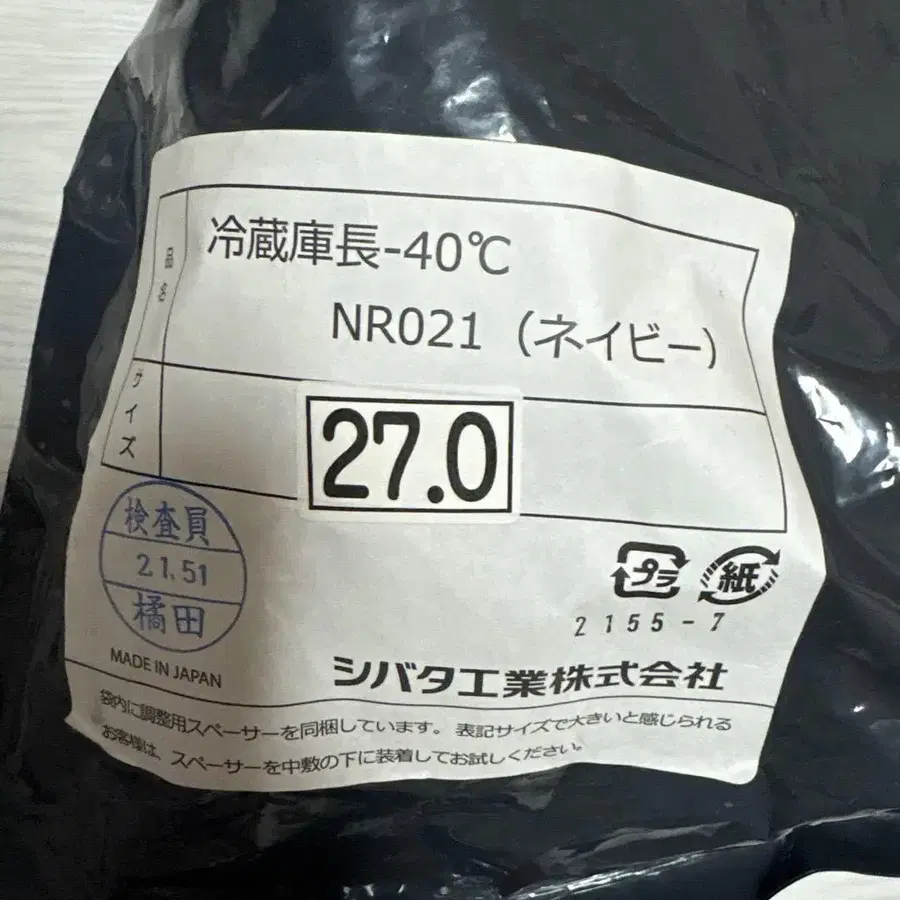 品名
冷蔵庫長-40℃
NR021 (ネイビー)
サイズ
27.0
検査員
21.51
橘田
プラ
紙
2155-7
MADE IN JAPAN
シバタ工業株式会社
袋内に調整用スペーサーを同梱しています。表記サイズで大きいと感じられる
お客様は、スペーサーを中敷の下に装着してお試しください。